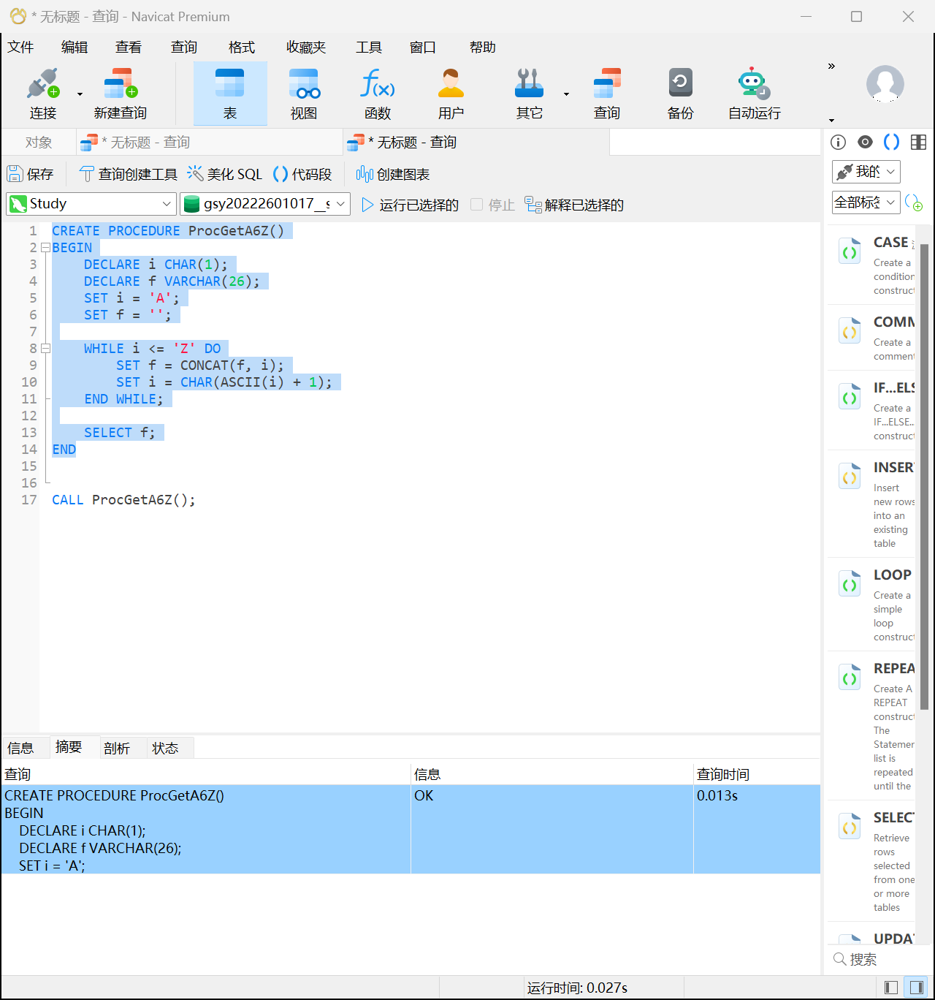 * 无标题 - 查询 - Navicat Premium
文件 编辑 查看 查询 格式 收藏夹 工具 窗口 帮助
连接 新建查询 表 视图 函数 用户 其它 查询 备份 自动运行
对象 * 无标题 - 查询 * 无标题 - 查询
保存 查询创建工具 美化 SQL 代码段 创建图表
我的
Study gsy20222601017__s 运行已选择的 停止 解释已选择的
全部标签
1 CREATE PROCEDURE ProcGetA6Z()
2 BEGIN
3 DECLARE i CHAR(1);
4 DECLARE f VARCHAR(26);
5 SET i = 'A';
6 SET f = '';
7
8 WHILE i <= 'Z' DO
9 SET f = CONCAT(f, i);
10 SET i = CHAR(ASCII(i) + 1);
11 END WHILE;
12
13 SELECT f;
14 END
15
16
17 CALL ProcGetA6Z();
CASE
Create a
condition
construct
COMM
Create a
comment
IF...ELS
Create a
IF...ELSE...
construct
INSER
Insert
new rows
into an
existing
table
LOOP
Create a
simple
loop
construct
REPEA
Create A
REPEAT
construct
The
Statemer
list is
repeated
until the
SELEC
Retrieve
rows
selected
from one
or more
tables
UPDA
搜索
信息 摘要 剖析 状态
查询 信息 查询时间
CREATE PROCEDURE ProcGetA6Z() OK 0.013s
BEGIN
DECLARE i CHAR(1);
DECLARE f VARCHAR(26);
SET i = 'A';
运行时间: 0.027s